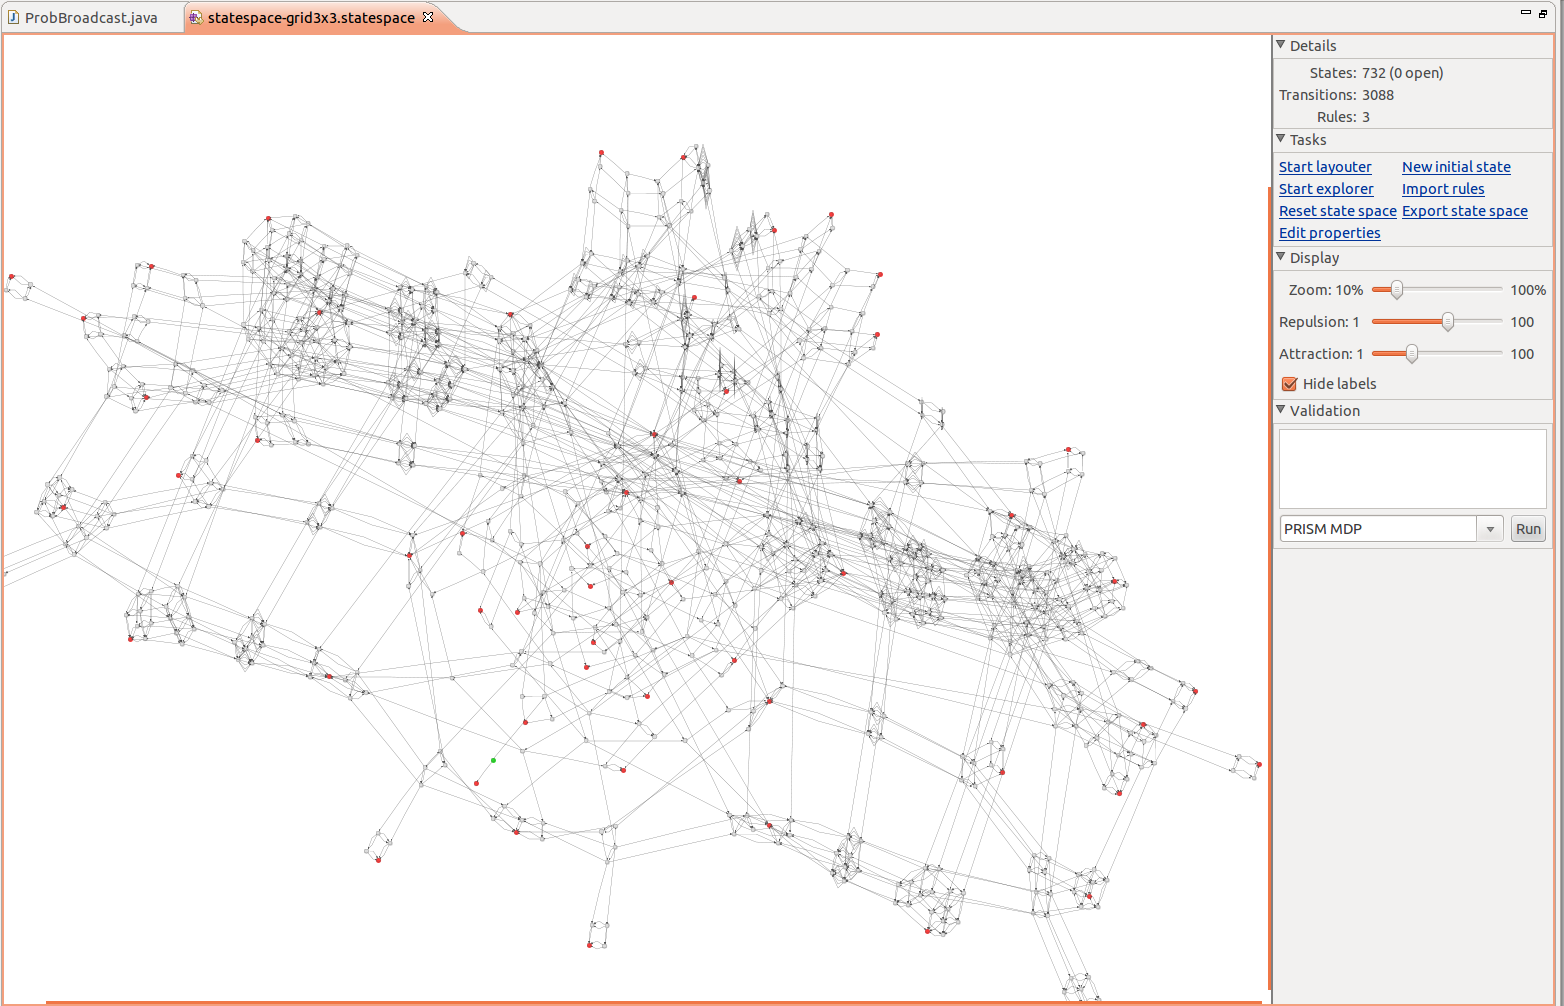 ProbBroadcast.java
statespace-grid3x3.statespace
Details
States: 732 (0 open)
Transitions: 3088
Rules: 3
Tasks
Start layouter New initial state
Start explorer Import rules
Reset state space Export state space
Edit properties
Display
Zoom: 10% 100%
Repulsion: 1 100
Attraction: 1 100
Hide labels
Validation
PRISM MDP Run